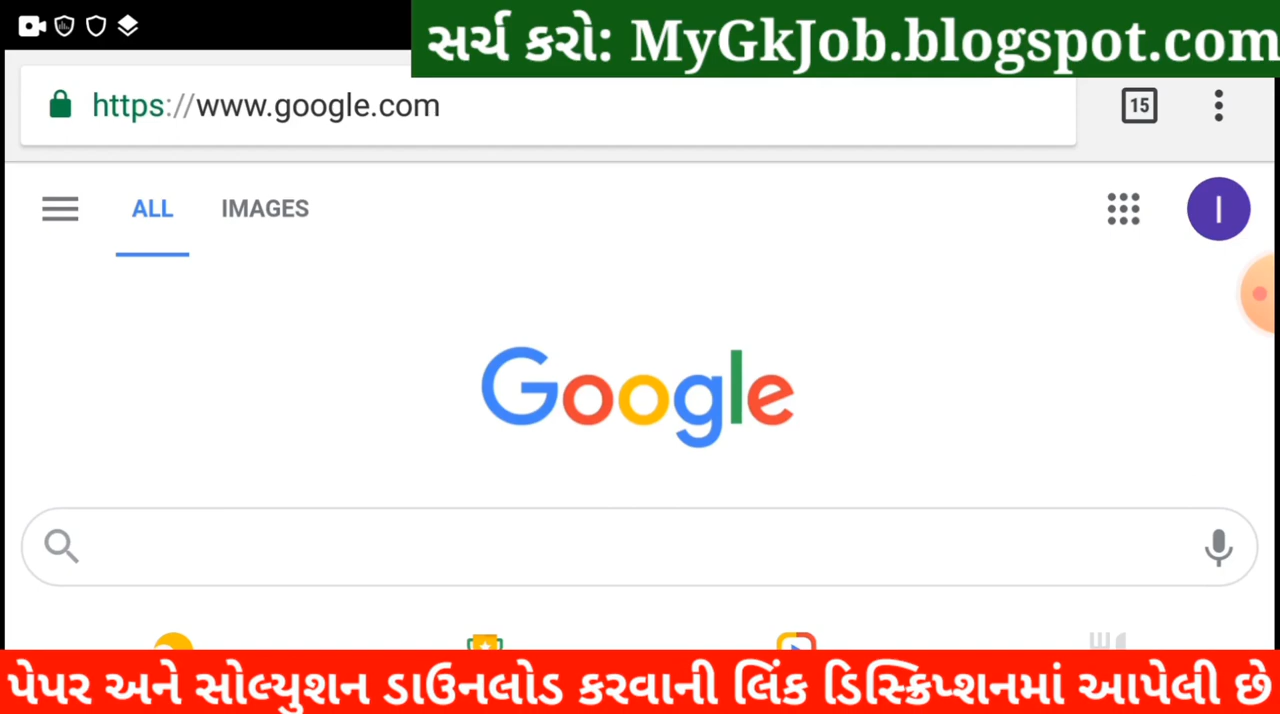 સર્ચ કરો: MyGkJob.blogspot.com
https://www.google.com
15
ALL IMAGES
I
Google
પેપર અને સોલ્યુશન ડાઉનલોડ કરવાની લિંક ડિસ્ક્રિપ્શનમાં આપેલી છે